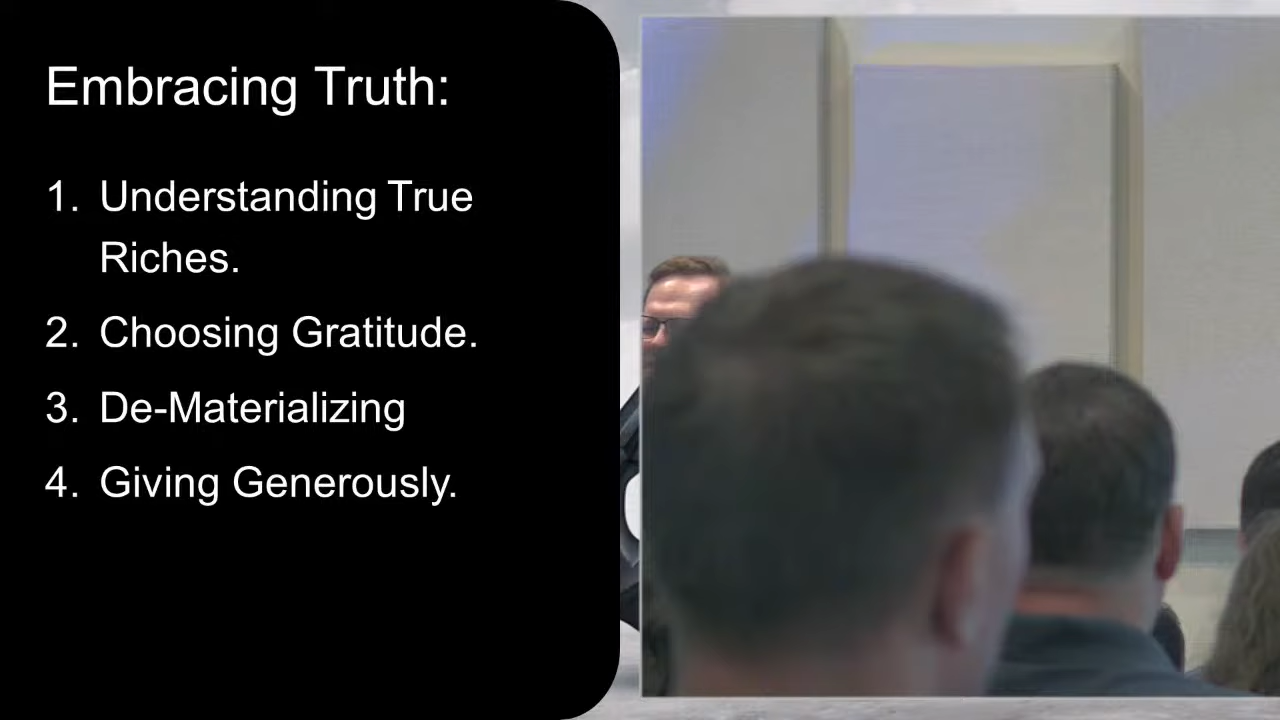 Embracing Truth:
1. Understanding True
Riches.
2. Choosing Gratitude.
3. De-Materializing
4. Giving Generously.